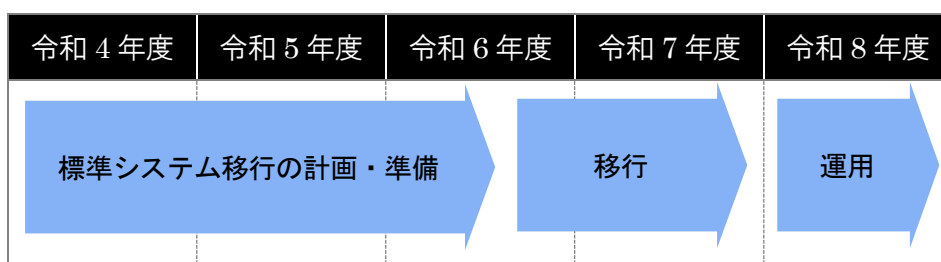 令和 4 年度 令和 5 年度 令和 6 年度 令和 7 年度 令和 8 年度
標準システム移行の計画・準備 移行 運用